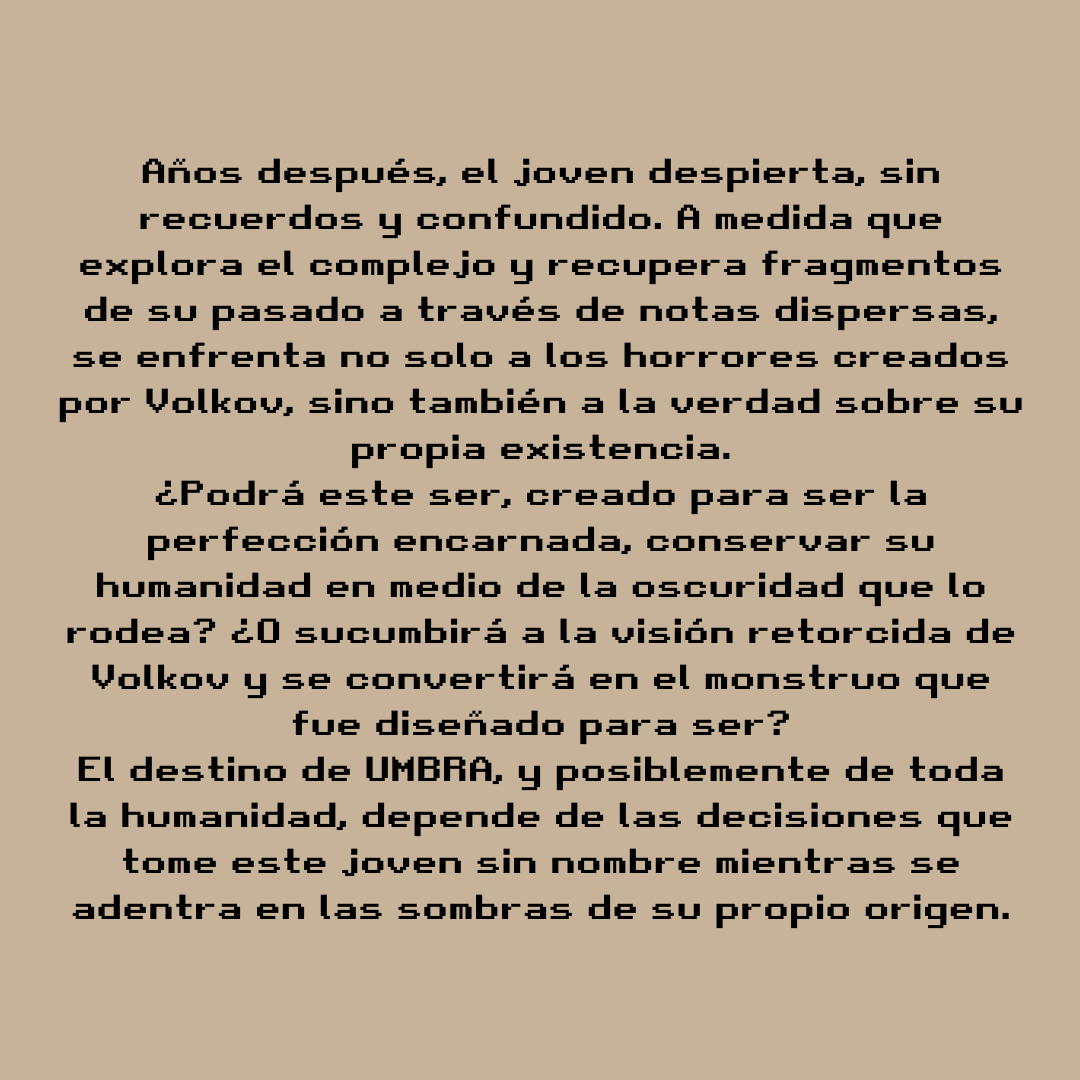 Años después, el joven despierta, sin
recuerdos y confundido. A medida que
explora el complejo y recupera fragmentos
de su pasado a través de notas dispersas,
se enfrenta no solo a los horrores creados
por Volkov, sino también a la verdad sobre su
propia existencia.
¿Podrá este ser, creado para ser la
perfección encarnada, conservar su
humanidad en medio de la oscuridad que lo
rodea? ¿O sucumbirá a la visión retorcida de
Volkov y se convertirá en el monstruo que
fue diseñado para ser?
El destino de UMBRA, y posiblemente de toda
la humanidad, depende de las decisiones que
tome este joven sin nombre mientras se
adentra en las sombras de su propio origen.